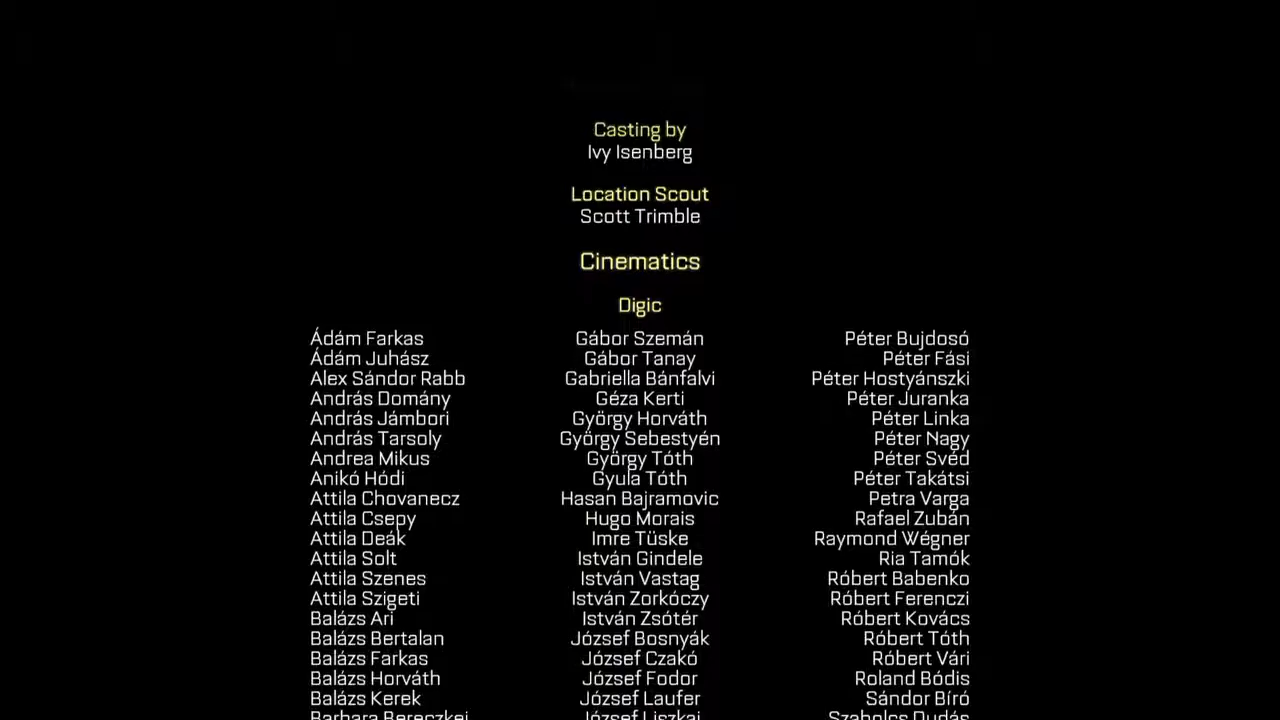 Casting by
Ivy Isenberg
Location Scout
Scott Trimble
Cinematics
Digic
Ádám Farkas Gábor Szemán Péter Bujdosó
Ádám Juhász Gábor Tanay Péter Fási
Alex Sándor Rabb Gabriella Bánfalvi Péter Hostyánszki
András Domány Géza Kerti Péter Juranka
András Jámbori György Horváth Péter Linka
András Tarsoly György Sebestyén Péter Nagy
Andrea Mikus György Tóth Péter Svéd
Anikó Hódi Gyula Tóth Péter Takátsi
Attila Chovanecz Hasan Bajramovic Petra Varga
Attila Csepy Hugo Morais Rafael Zubán
Attila Deák Imre Tüske Raymond Wégner
Attila Solt István Gindele Ria Tamók
Attila Szenes István Vastag Róbert Babenko
Attila Szigeti István Zorkóczy Róbert Ferenczi
Balázs Ari István Zsótér Róbert Kovács
Balázs Bertalan József Bosnyák Róbert Tóth
Balázs Farkas József Czakó Róbert Vári
Balázs Horváth József Fodor Roland Bódis
Balázs Kerek József Laufer Sándor Bíró
Barbara Bereczkei József Liszkai Szabolcs Dudás